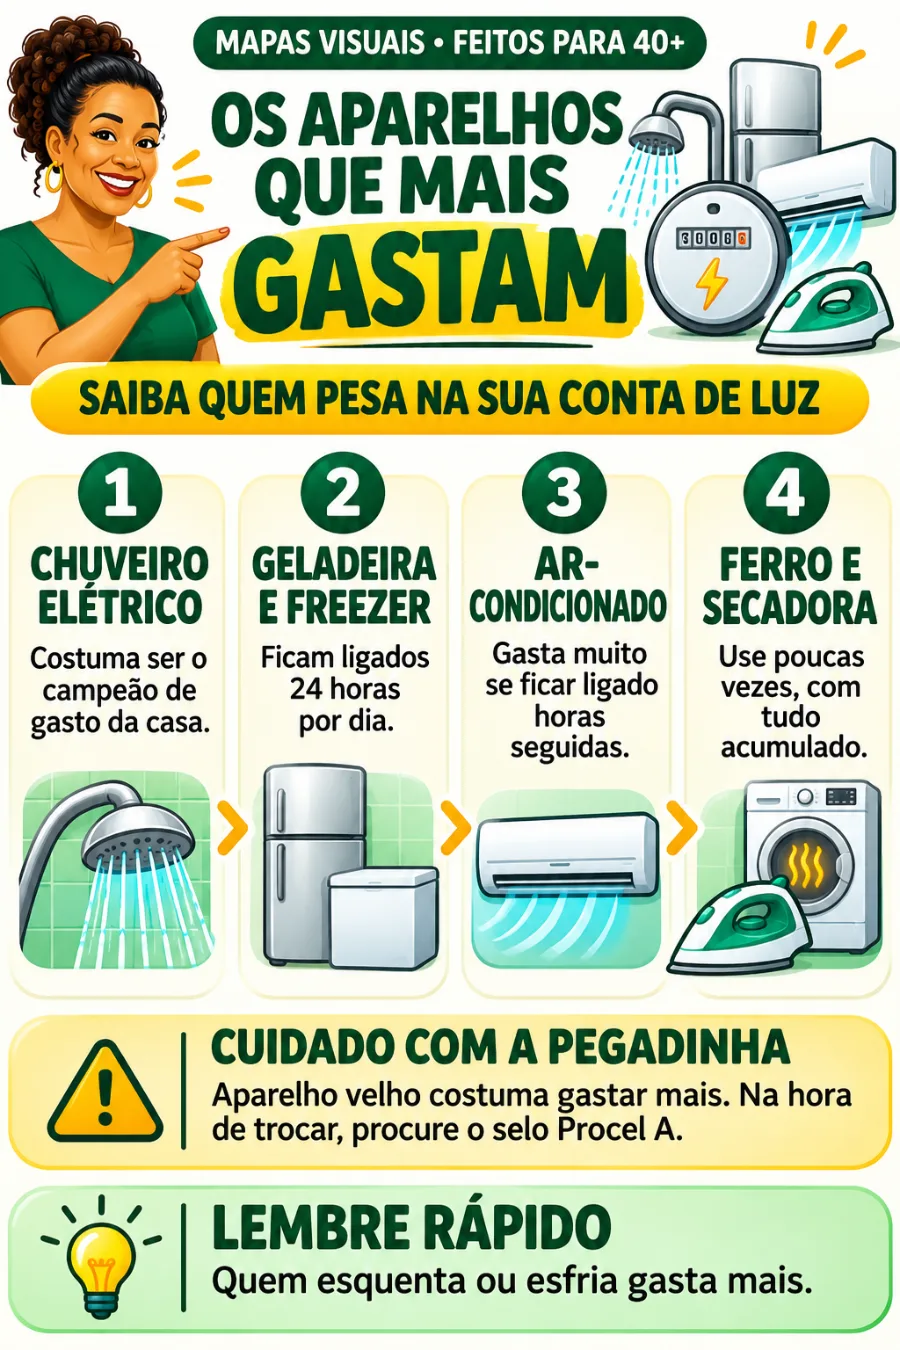 MAPAS VISUAIS • FEITOS PARA 40+
OS APARELHOS
QUE MAIS
GASTAM
30066
SAIBA QUEM PESA NA SUA CONTA DE LUZ
1
CHUVEIRO
ELÉTRICO
Costuma ser o
campeão de
gasto da casa.
2
GELADEIRA
E FREEZER
Ficam ligados
24 horas
por dia.
3
AR-
CONDICIONADO
Gasta muito
se ficar ligado
horas
seguidas.
4
FERRO E
SECADORA
Use poucas
vezes, com
tudo
acumulado.
CUIDADO COM A PEGADINHA
Aparelho velho costuma gastar mais. Na hora
de trocar, procure o selo Procel A.
LEMBRE RÁPIDO
Quem esquenta ou esfria gasta mais.